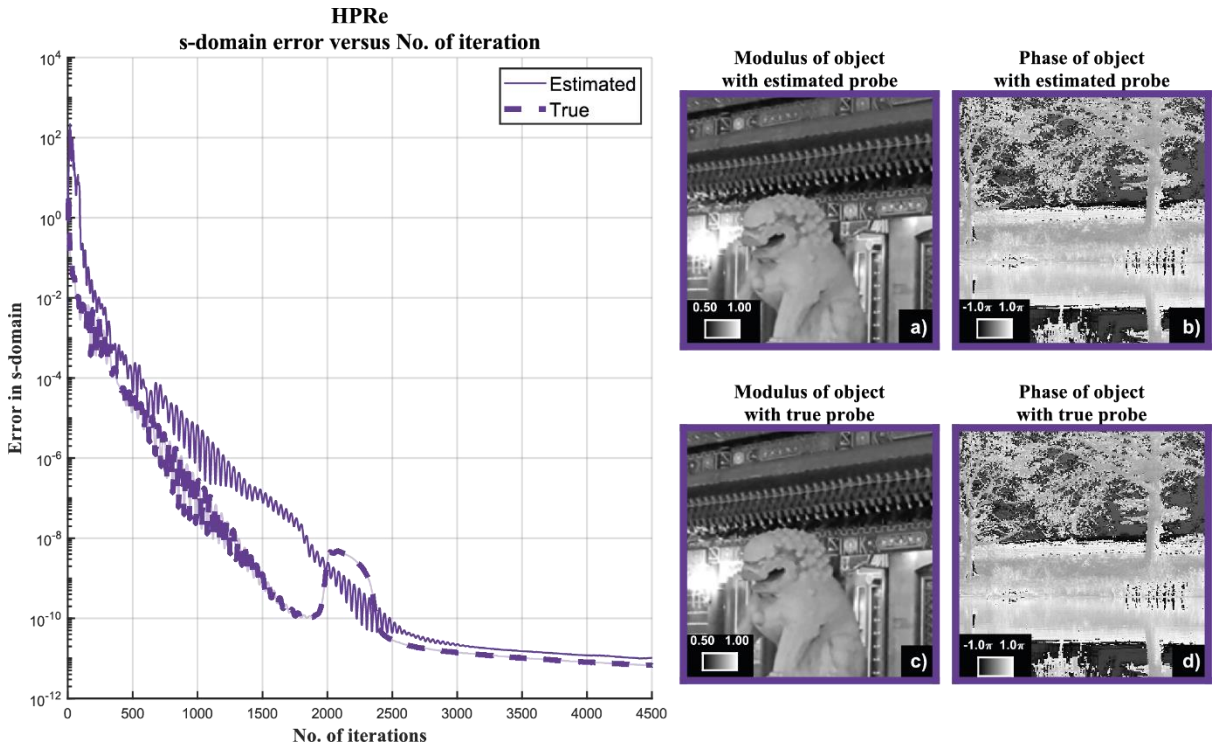 HPRe
s-domain error versus No. of iteration
Error in s-domain
10^4
10^2
10^0
10^-2
10^-4
10^-6
10^-8
10^-10
10^-12
Estimated
True
0 500 1000 1500 2000 2500 3000 3500 4000 4500
No. of iterations
Modulus of object
with estimated probe
0.50 1.00
a)
Phase of object
with estimated probe
-1.0π 1.0π
b)
Modulus of object
with true probe
0.50 1.00
c)
Phase of object
with true probe
-1.0π 1.0π
d)